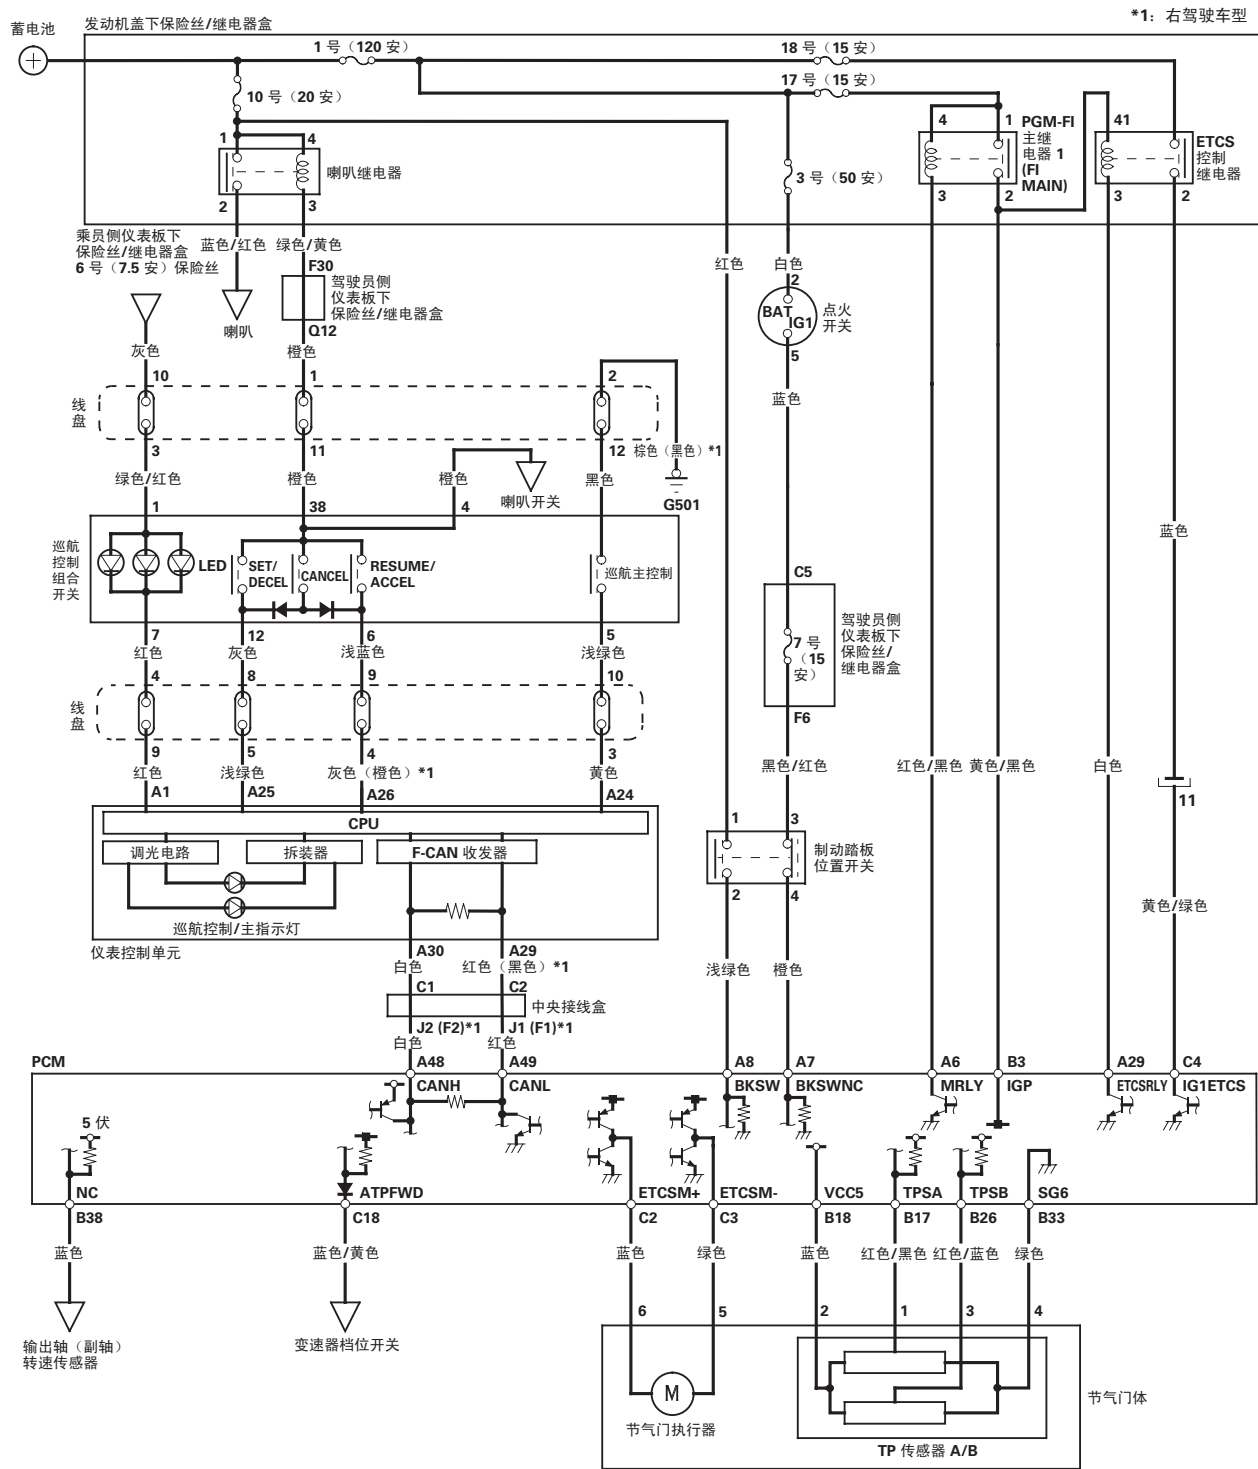 *1：右驾驶车型
蓄电池
发动机盖下保险丝/继电器盒
1 号（120 安）
18 号（15 安）
17 号（15 安）
10 号（20 安）
1
4
喇叭继电器
2
3
3 号（50 安）
4
1
PGM-FI
主继
电器 1
(FI
MAIN)
3
2
41
ETCS
控制
继电器
3
2
乘员侧仪表板下
保险丝/继电器盒
6 号（7.5 安）保险丝
蓝色/红色
绿色/黄色
喇叭
F30
驾驶员侧
仪表板下
保险丝/继电器盒
Q12
红色
白色
2
BAT
IG1
点火
开关
5
灰色
橙色
蓝色
线
盘
10
1
2
3
11
12
棕色（黑色）*1
G501
绿色/红色
橙色
橙色
喇叭开关
黑色
蓝色
1
38
4
巡航
控制
组合
开关
LED
SET/
DECEL
CANCEL
RESUME/
ACCEL
巡航主控制
C5
7 号
（15
安）
驾驶员侧
仪表板下
保险丝/
继电器盒
F6
7
12
6
5
红色
灰色
浅蓝色
浅绿色
线
盘
4
8
9
10
9
5
4
3
红色
浅绿色
灰色（橙色）*1
黄色
黑色/红色
红色/黑色
黄色/黑色
白色
11
A1
A25
A26
A24
CPU
调光电路
拆装器
F-CAN 收发器
巡航控制/主指示灯
仪表控制单元
1
3
制动踏板
位置开关
2
4
黄色/绿色
A30
A29
白色
红色（黑色）*1
浅绿色
橙色
C1
C2
中央接线盒
J2 (F2)*1
J1 (F1)*1
白色
红色
PCM
A48
A49
A8
A7
A6
B3
A29
C4
CANH
CANL
BKSW
BKSWNC
MRLY
IGP
ETCSRLY
IG1ETCS
5 伏
NC
ATPFWD
ETCSM+
ETCSM-
VCC5
TPSA
TPSB
SG6
B38
C18
C2
C3
B18
B17
B26
B33
蓝色
蓝色/黄色
蓝色
绿色
蓝色
红色/黑色
红色/蓝色
绿色
输出轴（副轴）
转速传感器
变速器档位开关
6
5
2
1
3
4
M
节气门执行器
TP 传感器 A/B
节气门体